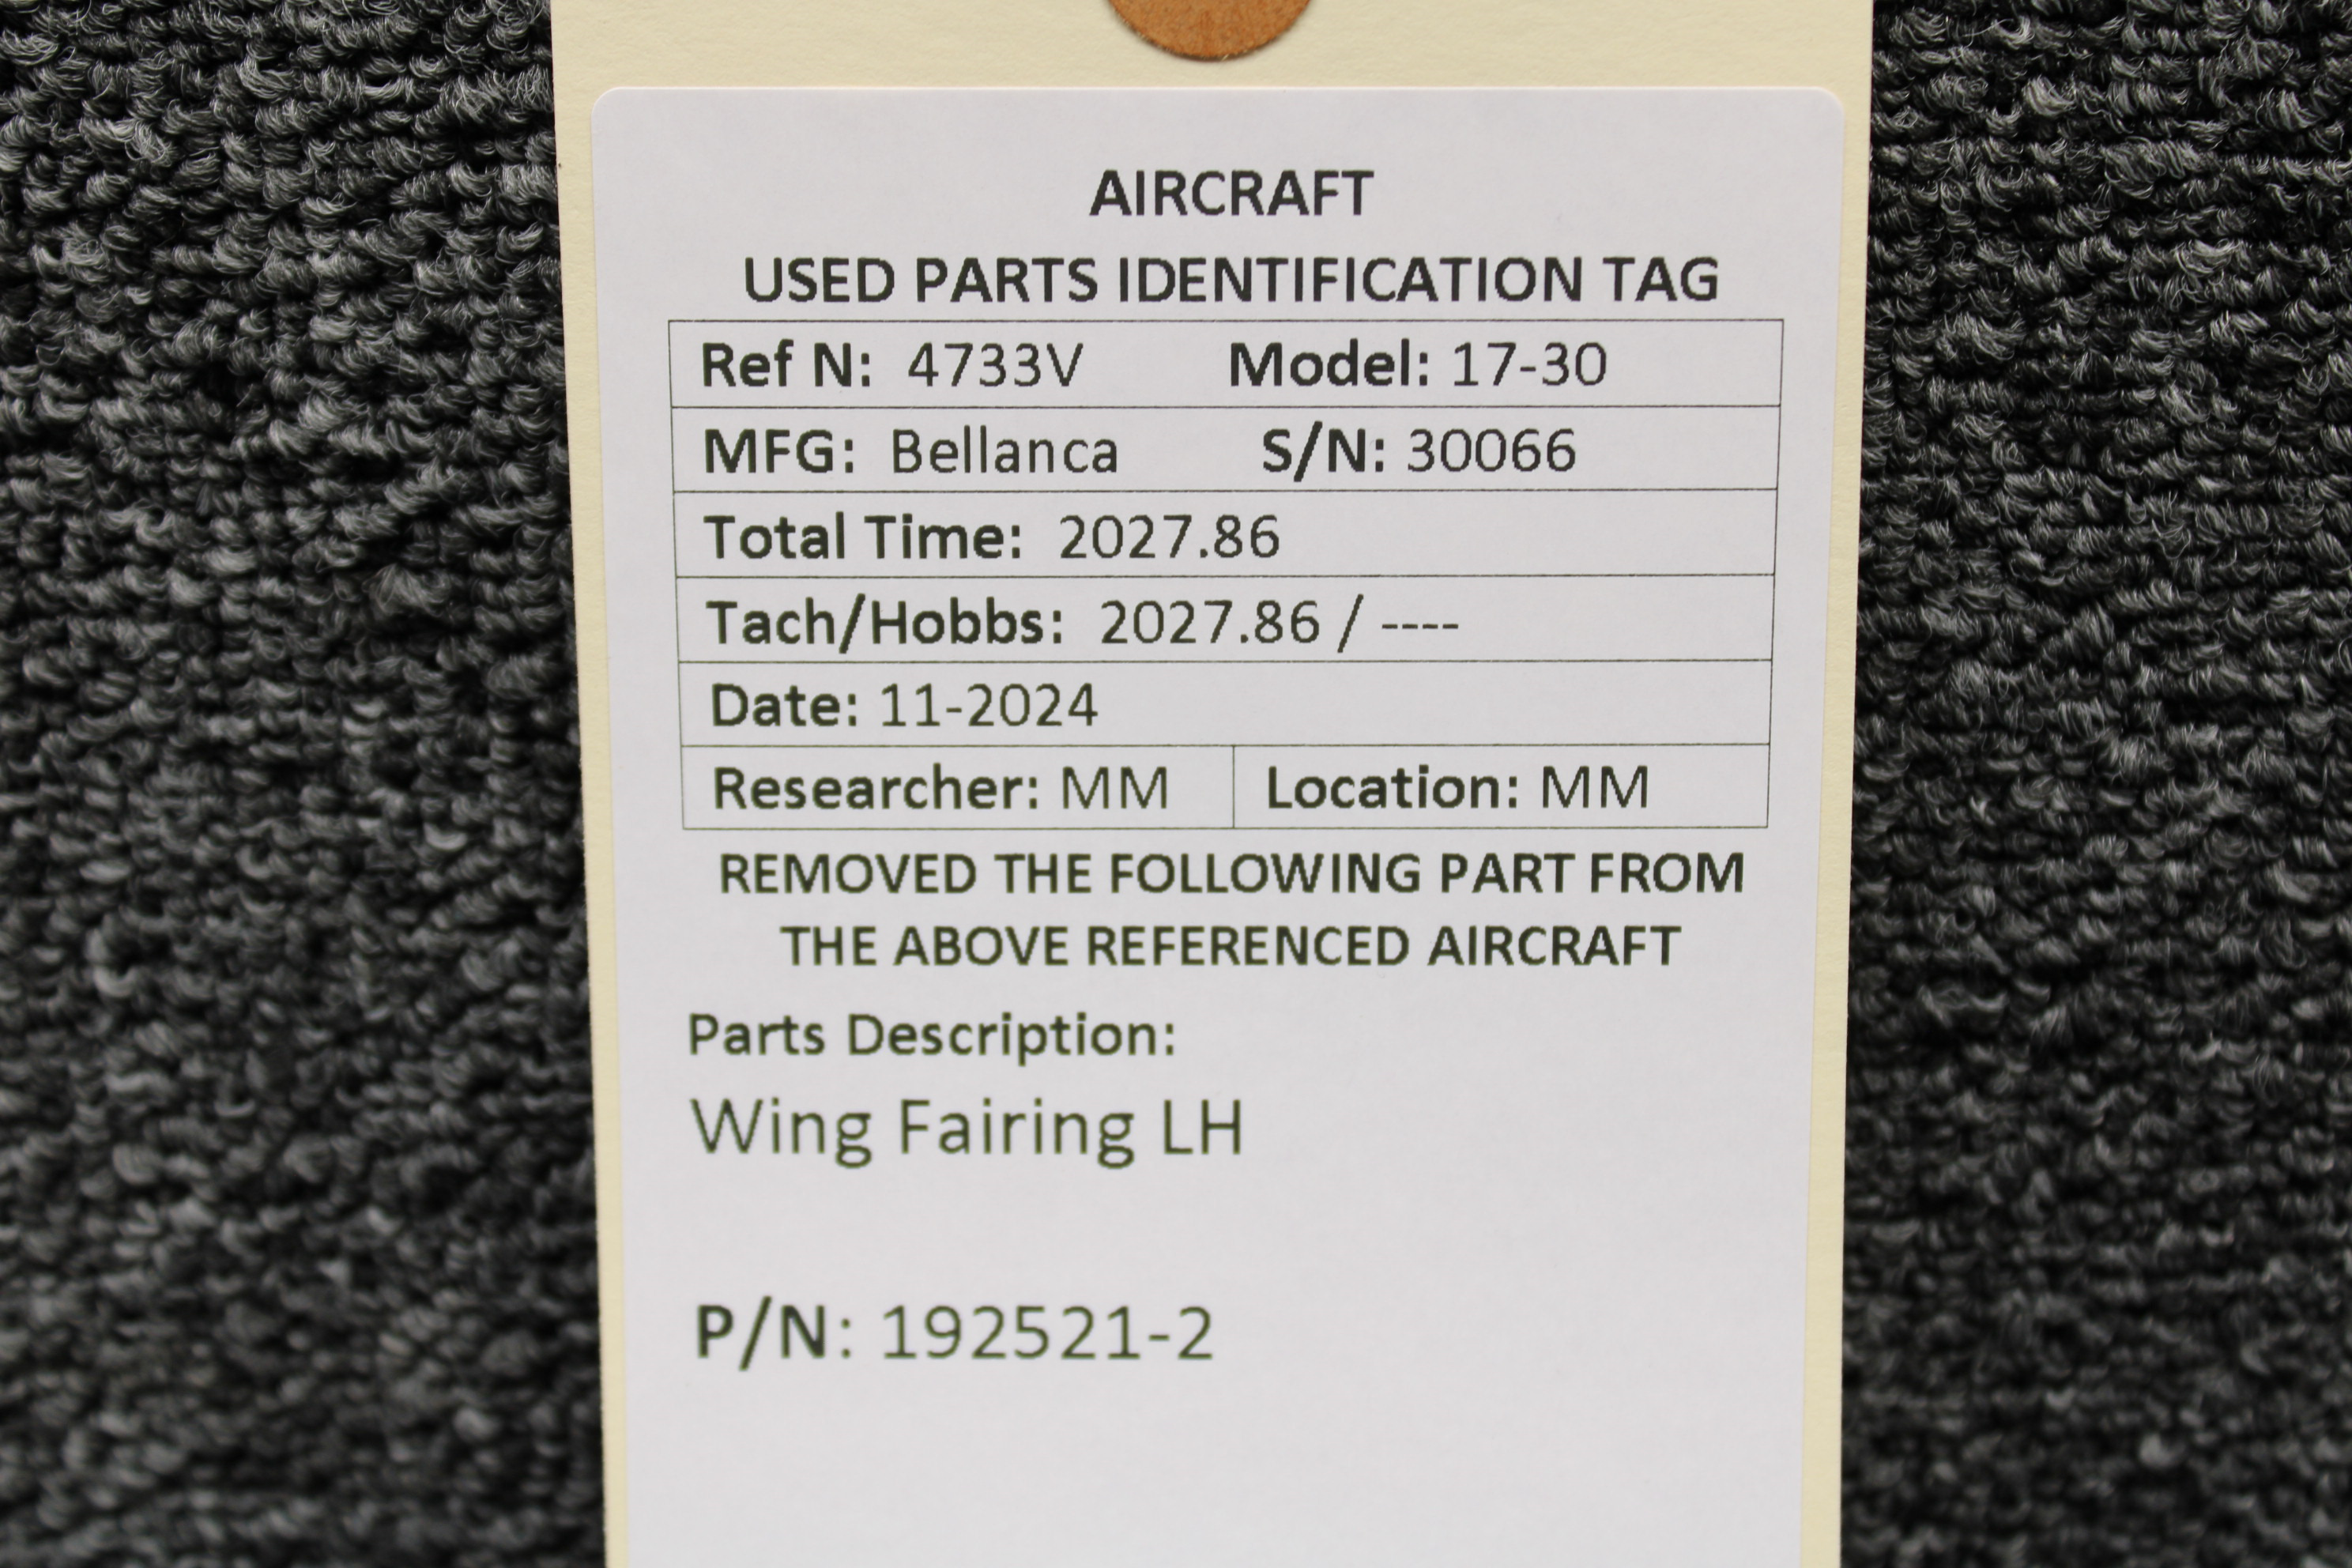 AIRCRAFT
USED PARTS IDENTIFICATION TAG
Ref N: 4733V Model: 17-30
MFG: Bellanca S/N: 30066
Total Time: 2027.86
Tach/Hobbs: 2027.86 / ----
Date: 11-2024
Researcher: MM Location: MM
REMOVED THE FOLLOWING PART FROM
THE ABOVE REFERENCED AIRCRAFT
Parts Description:
Wing Fairing LH
P/N: 192521-2